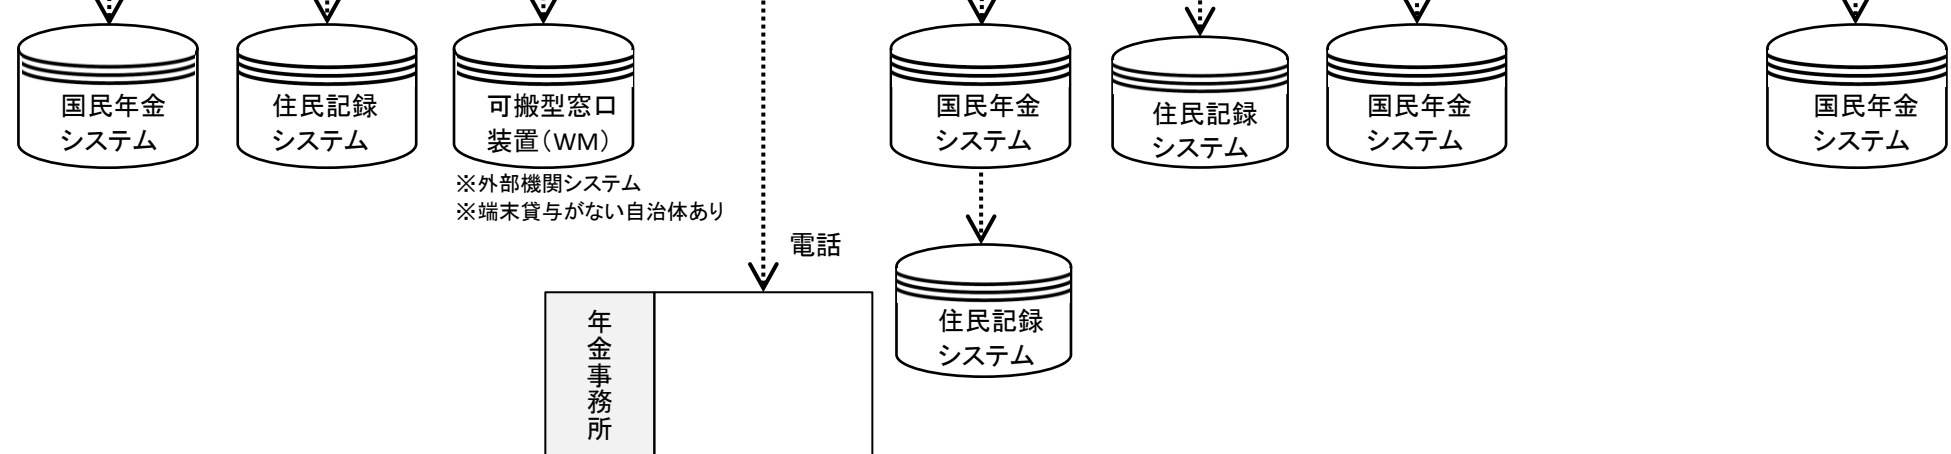 国民年金
システム
住民記録
システム
可搬型窓口
装置(WM)
※外部機関システム
※端末貸与がない自治体あり
電話
年金事務所
国民年金
システム
住民記録
システム
住民記録
システム
国民年金
システム
国民年金
システム